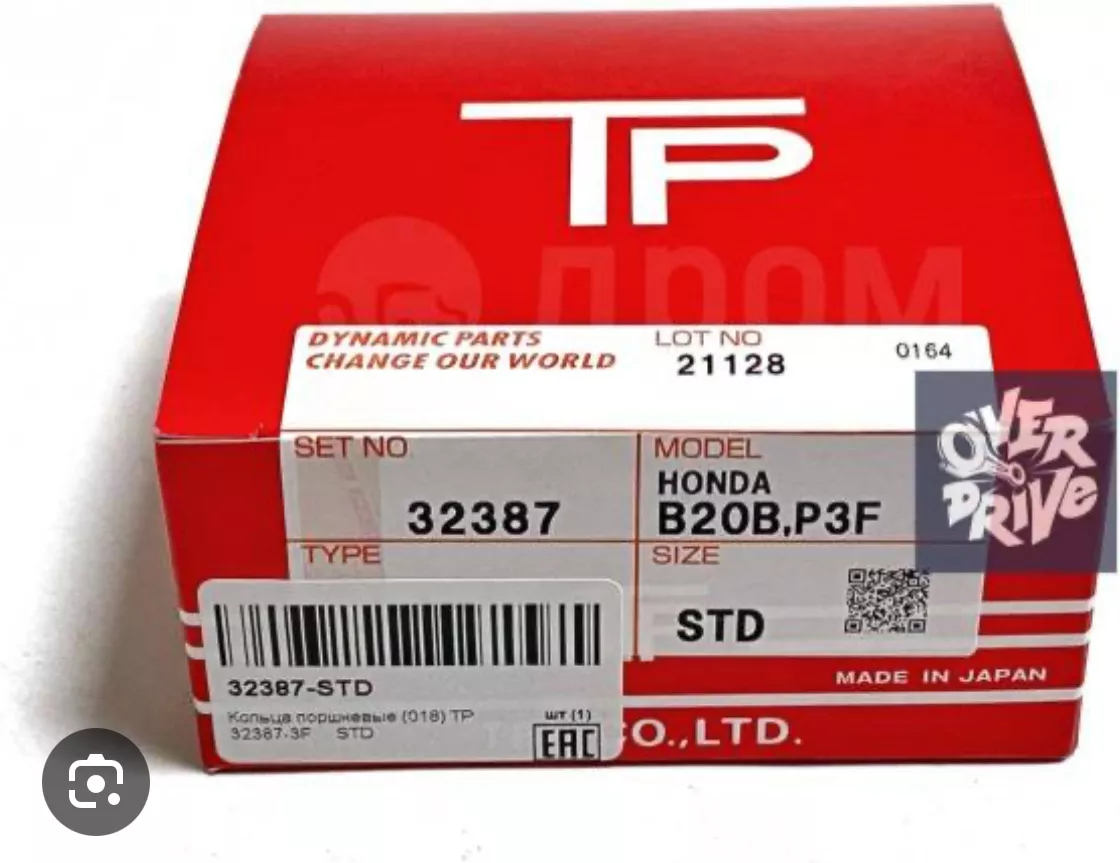 TP
дром
DYNAMIC PARTS
CHANGE OUR WORLD
LOT NO
21128
0164
OVER
DRIVE
SET NO
32387
MODEL
HONDA
B20B,P3F
TYPE
SIZE
STD
MADE IN JAPAN
32387-STD
Кольца поршневые (018) TP
32387-3F STD
шт (1)
EAC
CO.,LTD.